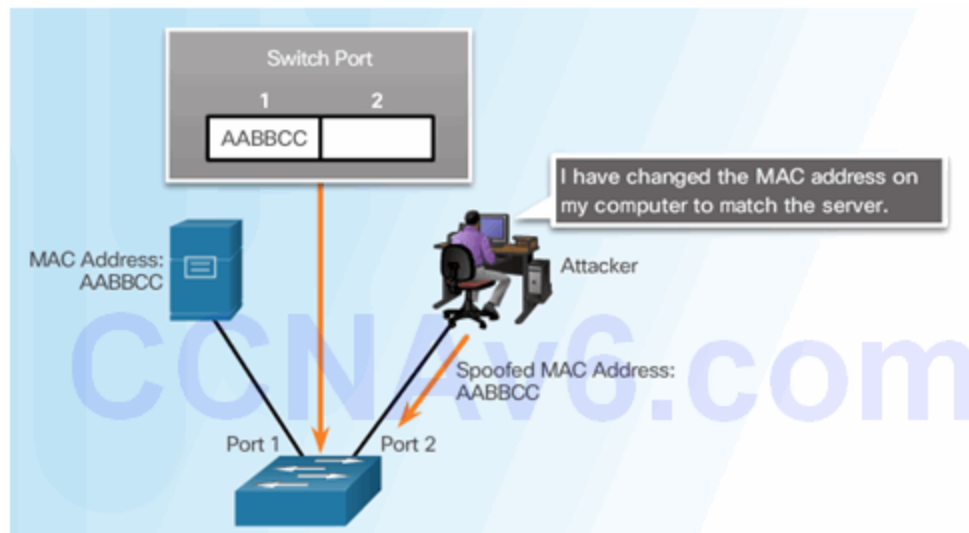 Switch Port
1 2
AABBCC
I have changed the MAC address on
my computer to match the server.
MAC Address:
AABBCC
Attacker
CCNAv6.com
Spoofed MAC Address:
AABBCC
Port 1
Port 2